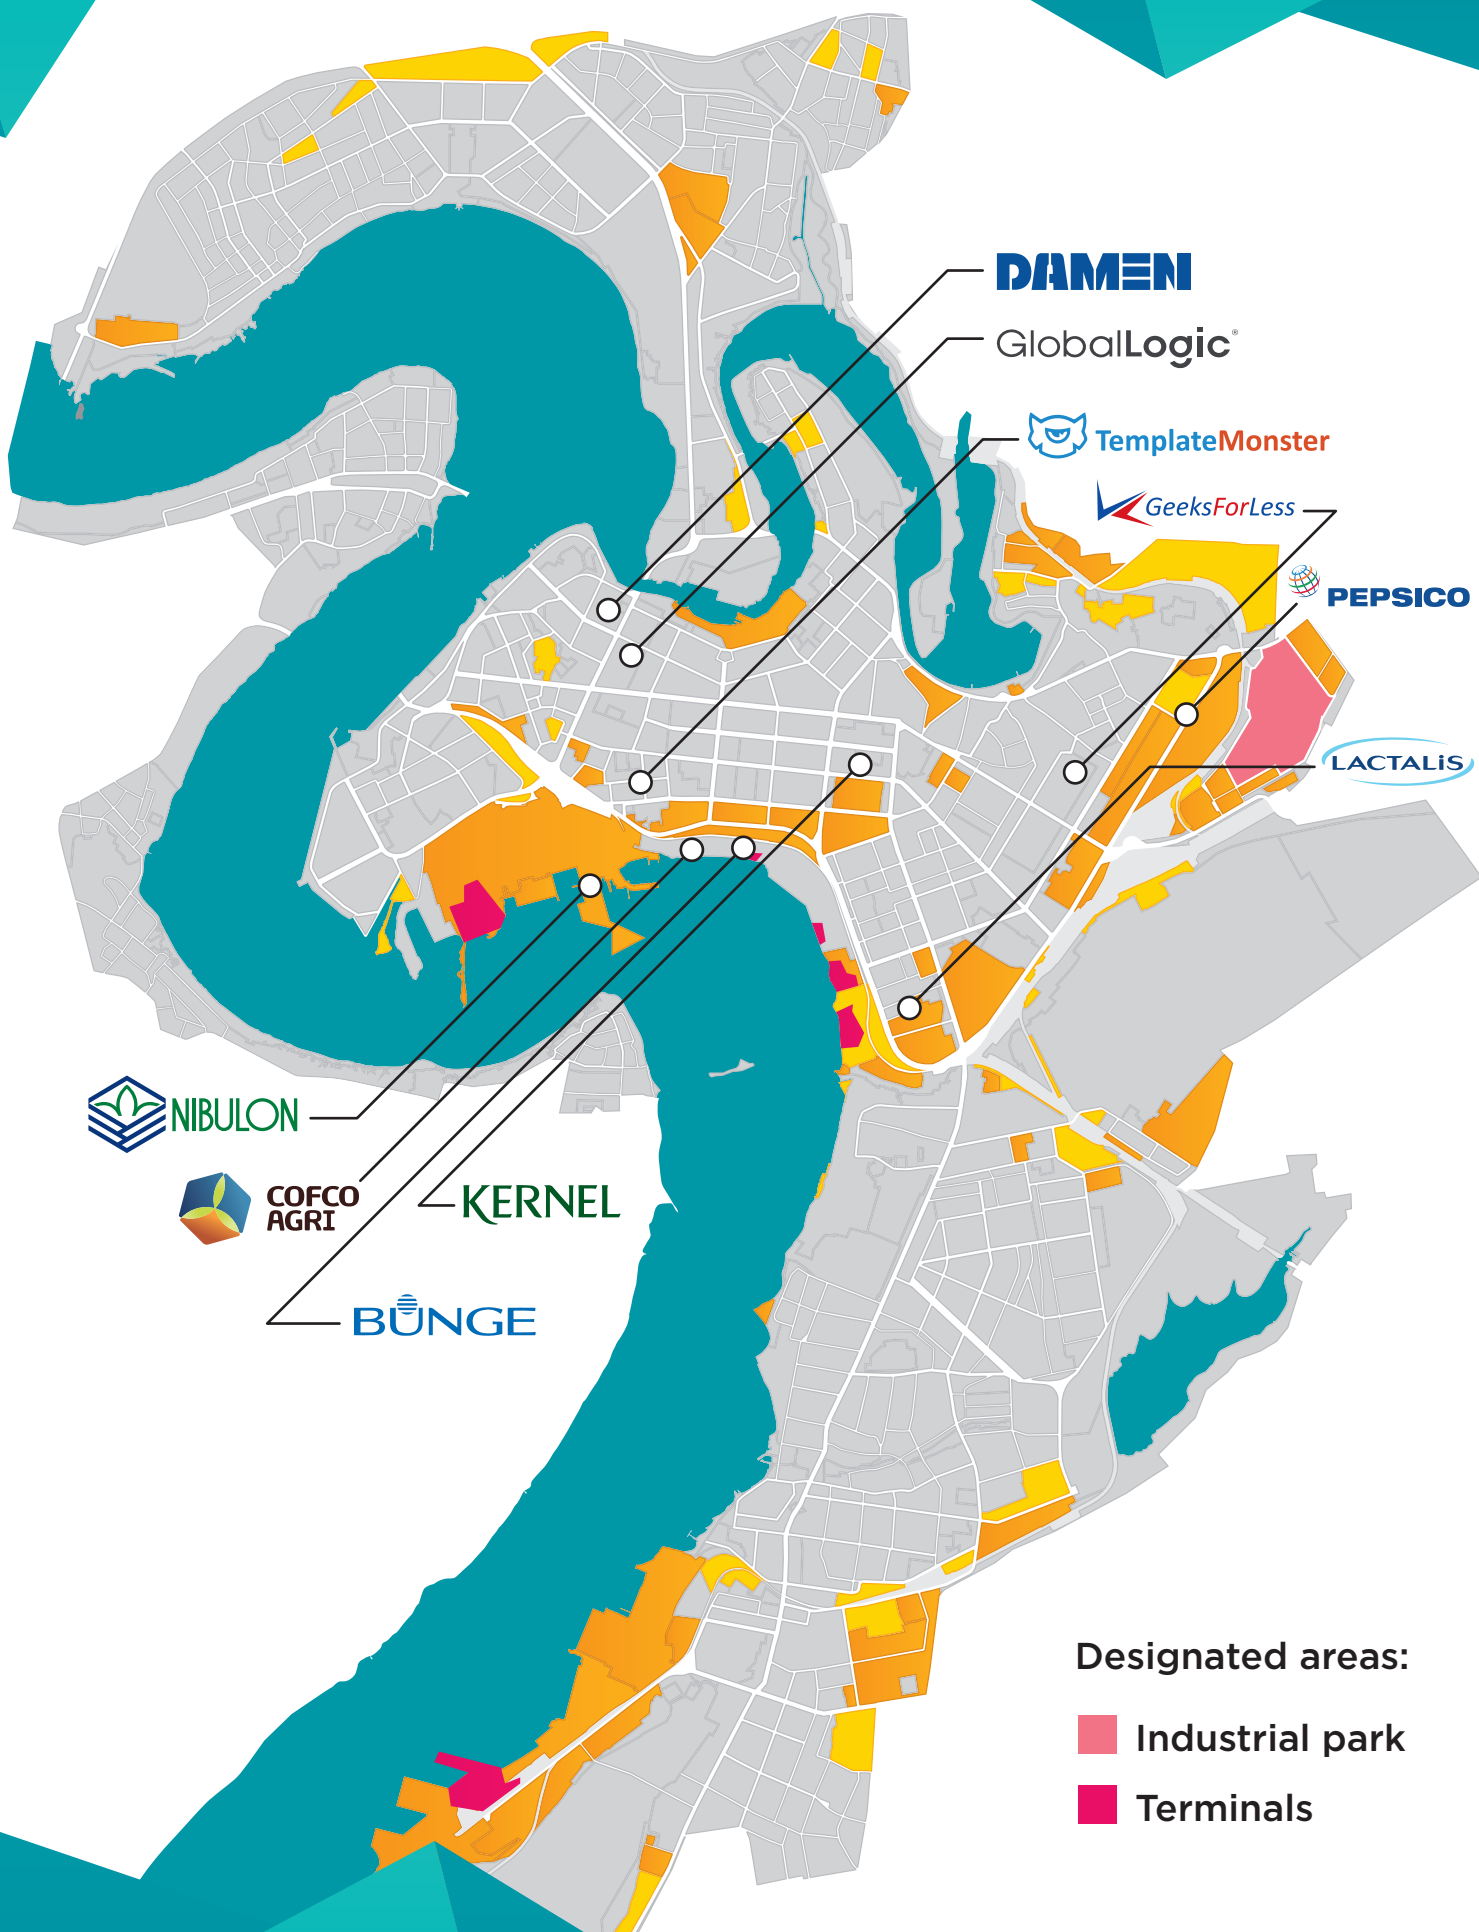 DAMEN
GlobalLogic®
TemplateMonster
GeeksForLess
PEPSICO
LACTALiS
NIBULON
COFCO
AGRI
KERNEL
BUNGE
Designated areas:
Industrial park
Terminals